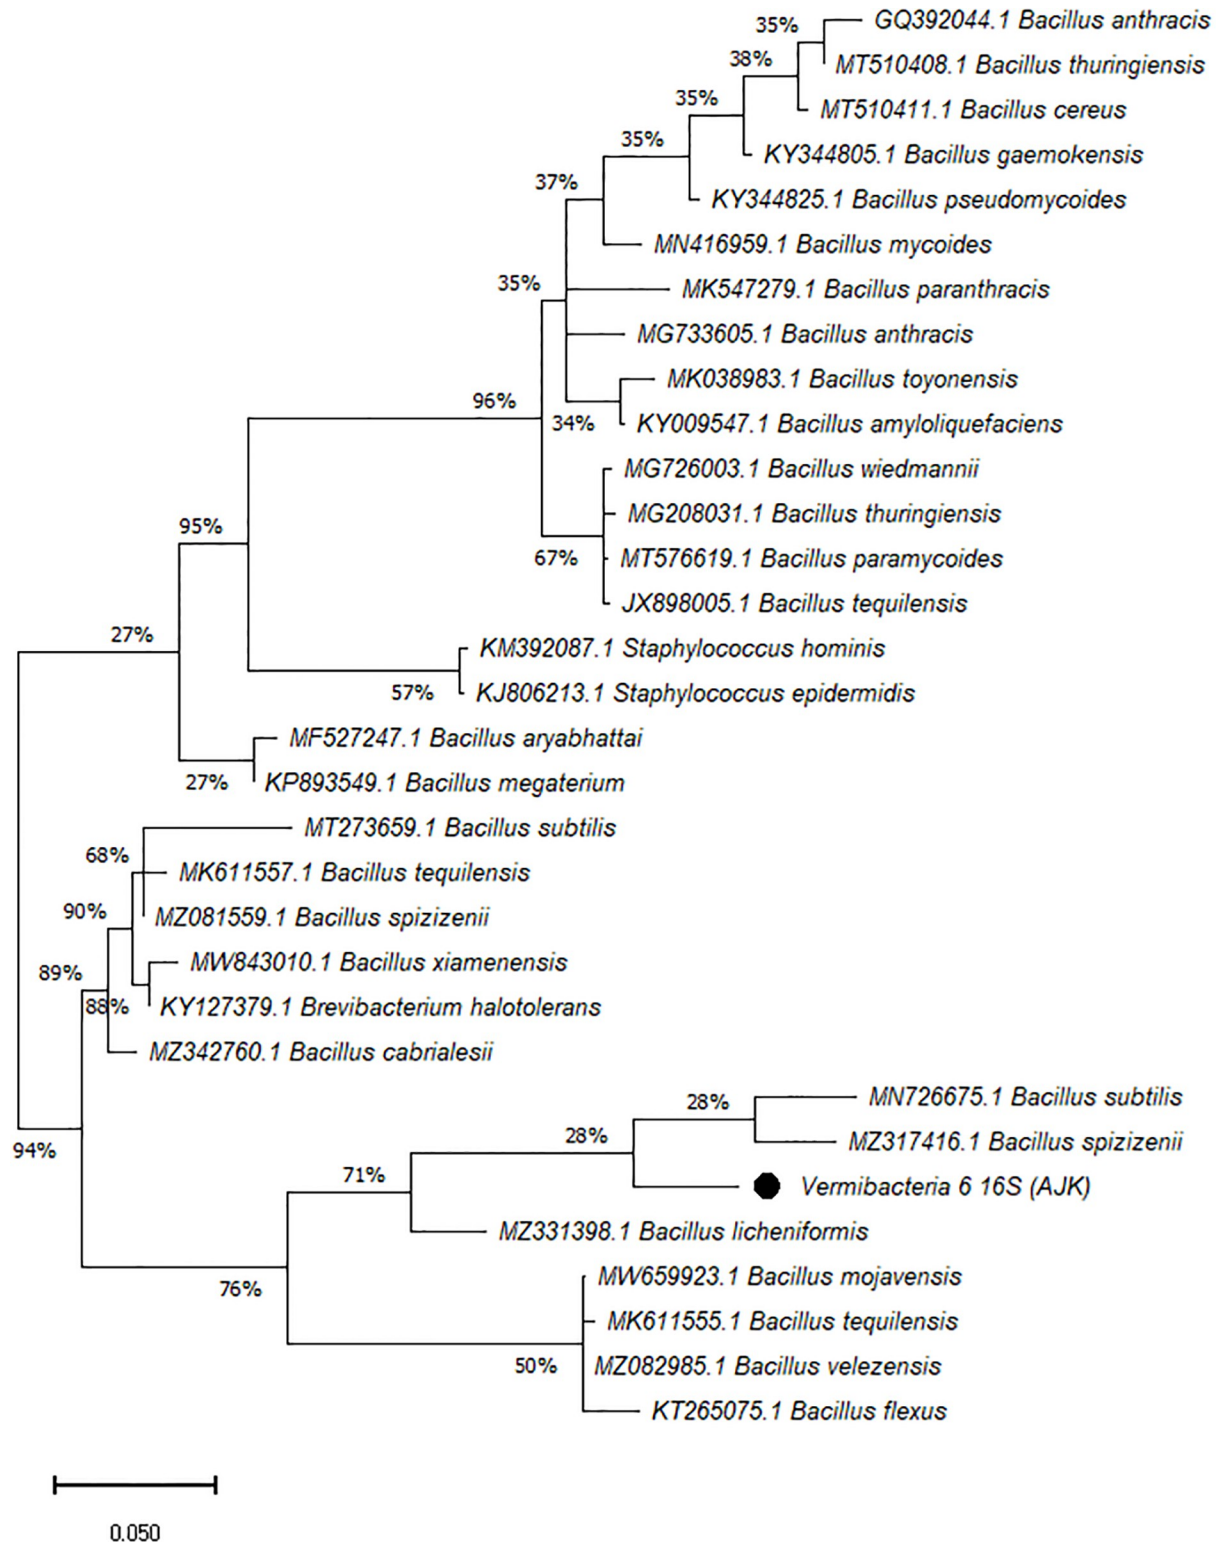 35%
GQ392044.1 Bacillus anthracis
38%
MT510408.1 Bacillus thuringiensis
35%
MT510411.1 Bacillus cereus
35%
KY344805.1 Bacillus gaemokensis
37%
KY344825.1 Bacillus pseudomycoides
MN416959.1 Bacillus mycoides
35%
MK547279.1 Bacillus paranthracis
MG733605.1 Bacillus anthracis
MK038983.1 Bacillus toyonensis
96%
34%
KY009547.1 Bacillus amyloliquefaciens
MG726003.1 Bacillus wiedmannii
95%
MG208031.1 Bacillus thuringiensis
67%
MT576619.1 Bacillus paramycoides
JX898005.1 Bacillus tequilensis
27%
KM392087.1 Staphylococcus hominis
57%
KJ806213.1 Staphylococcus epidermidis
MF527247.1 Bacillus aryabhattai
27%
KP893549.1 Bacillus megaterium
MT273659.1 Bacillus subtilis
68%
MK611557.1 Bacillus tequilensis
90%
MZ081559.1 Bacillus spizizenii
89%
MW843010.1 Bacillus xiamenensis
88%
KY127379.1 Brevibacterium halotolerans
MZ342760.1 Bacillus cabrialesii
28%
MN726675.1 Bacillus subtilis
94%
28%
MZ317416.1 Bacillus spizizenii
71%
Vermibacteria 6 16S (AJK)
MZ331398.1 Bacillus licheniformis
76%
MW659923.1 Bacillus mojavensis
MK611555.1 Bacillus tequilensis
50%
MZ082985.1 Bacillus velezensis
KT265075.1 Bacillus flexus
0.050